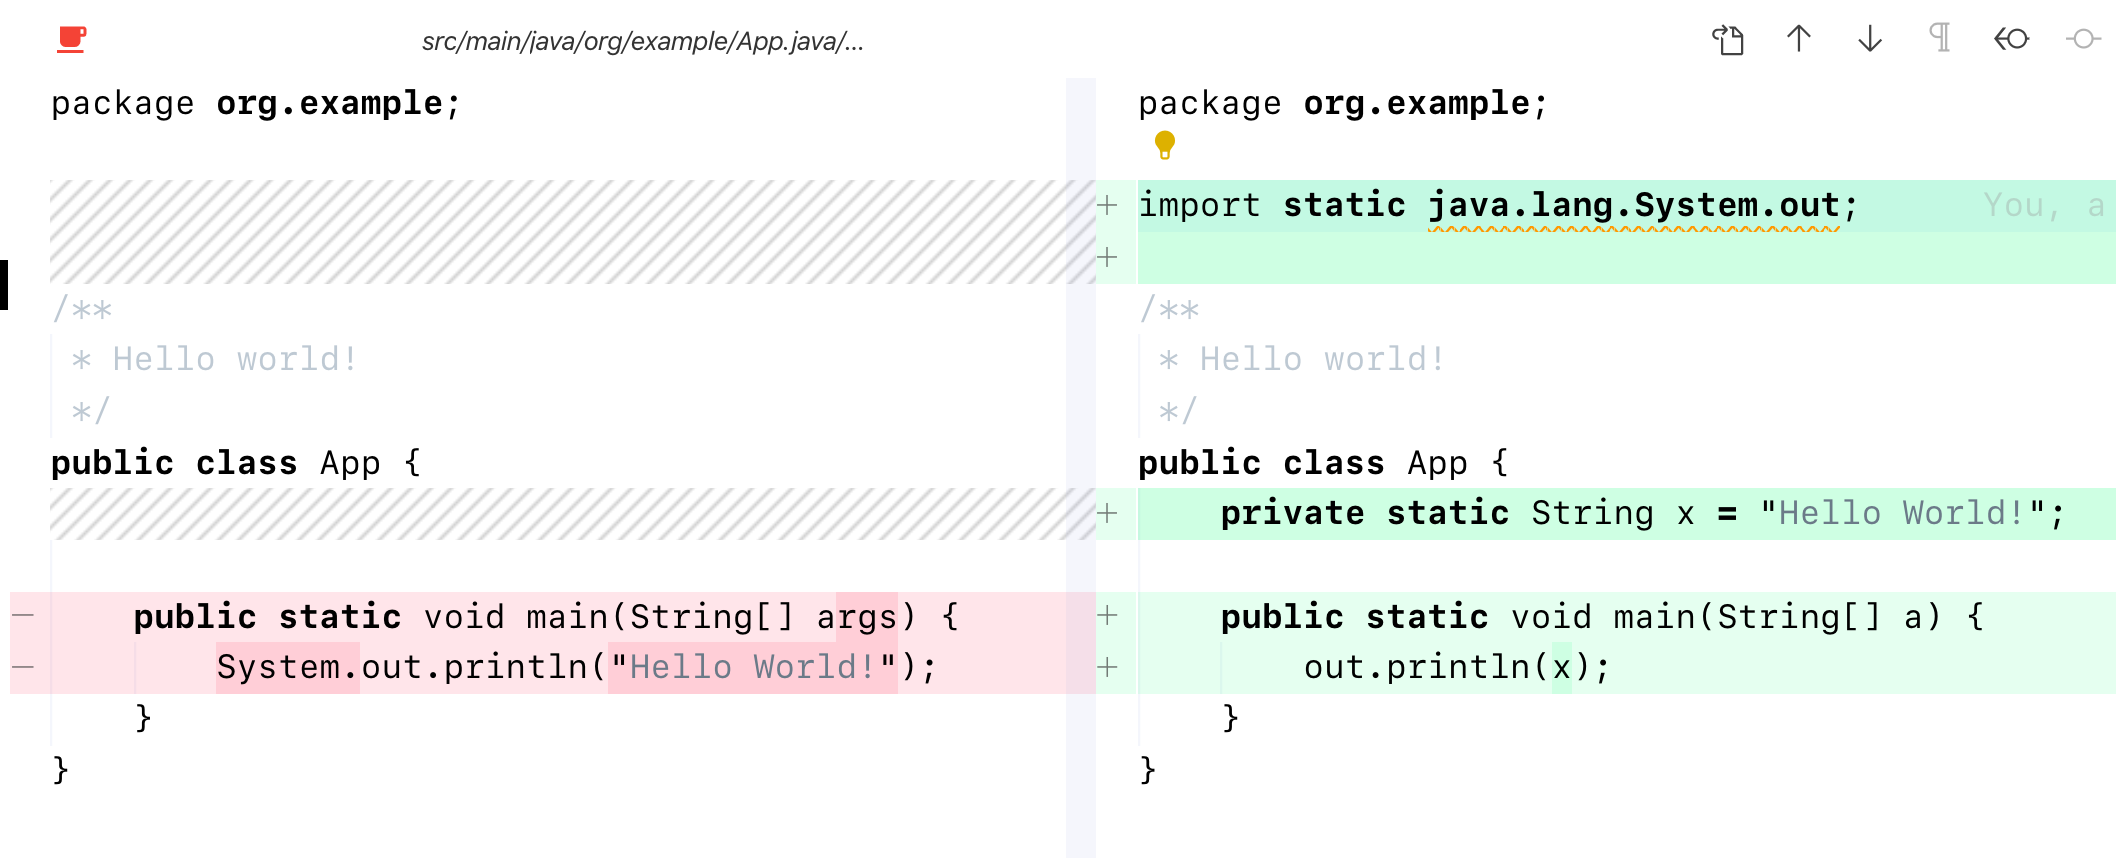 src/main/java/org/example/App.java/...
package org.example;
/**
 * Hello world!
 */
public class App {
    public static void main(String[] args) {
        System.out.println("Hello World!");
    }
}
package org.example;
import static java.lang.System.out; You, a
/**
 * Hello world!
 */
public class App {
    private static String x = "Hello World!";
    public static void main(String[] a) {
        out.println(x);
    }
}